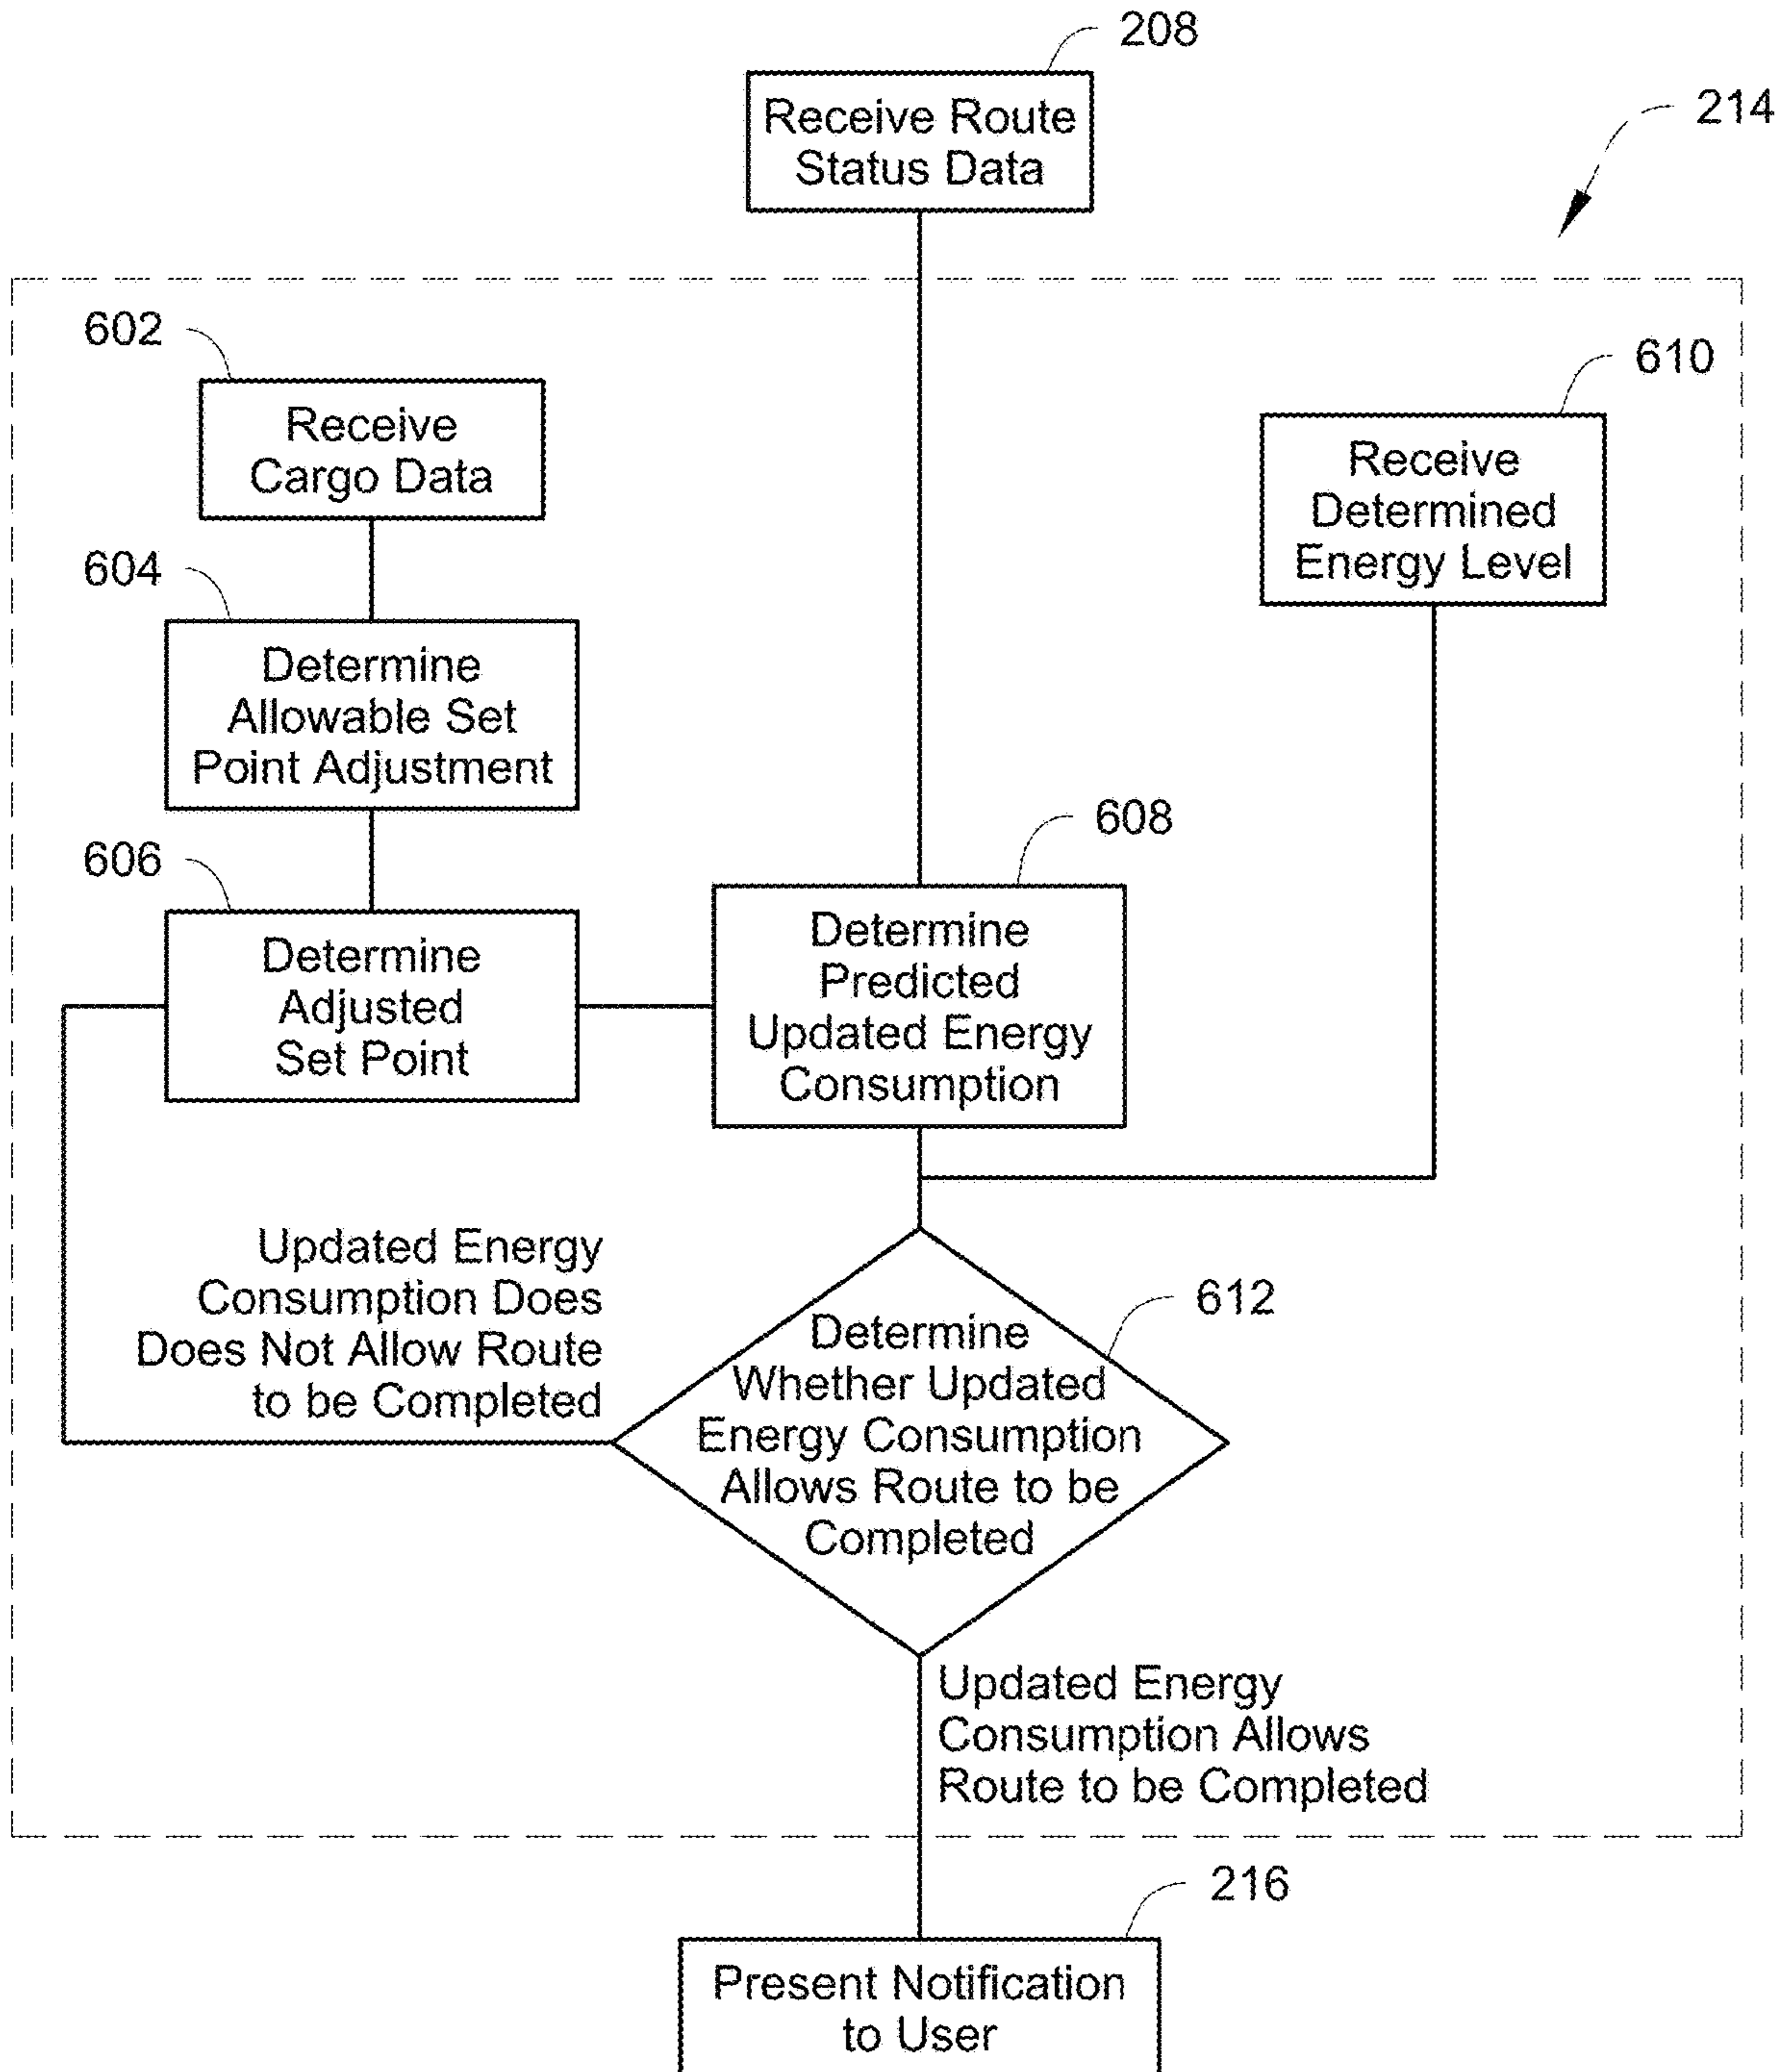 208
Receive Route
Status Data
214
602
Receive
Cargo Data
610
Receive
Determined
Energy Level
604
Determine
Allowable Set
Point Adjustment
606
Determine
Adjusted
Set Point
608
Determine
Predicted
Updated Energy
Consumption
Updated Energy
Consumption Does
Does Not Allow Route
to be Completed
612
Determine
Whether Updated
Energy Consumption
Allows Route to be
Completed
Updated Energy
Consumption Allows
Route to be Completed
216
Present Notification
to User